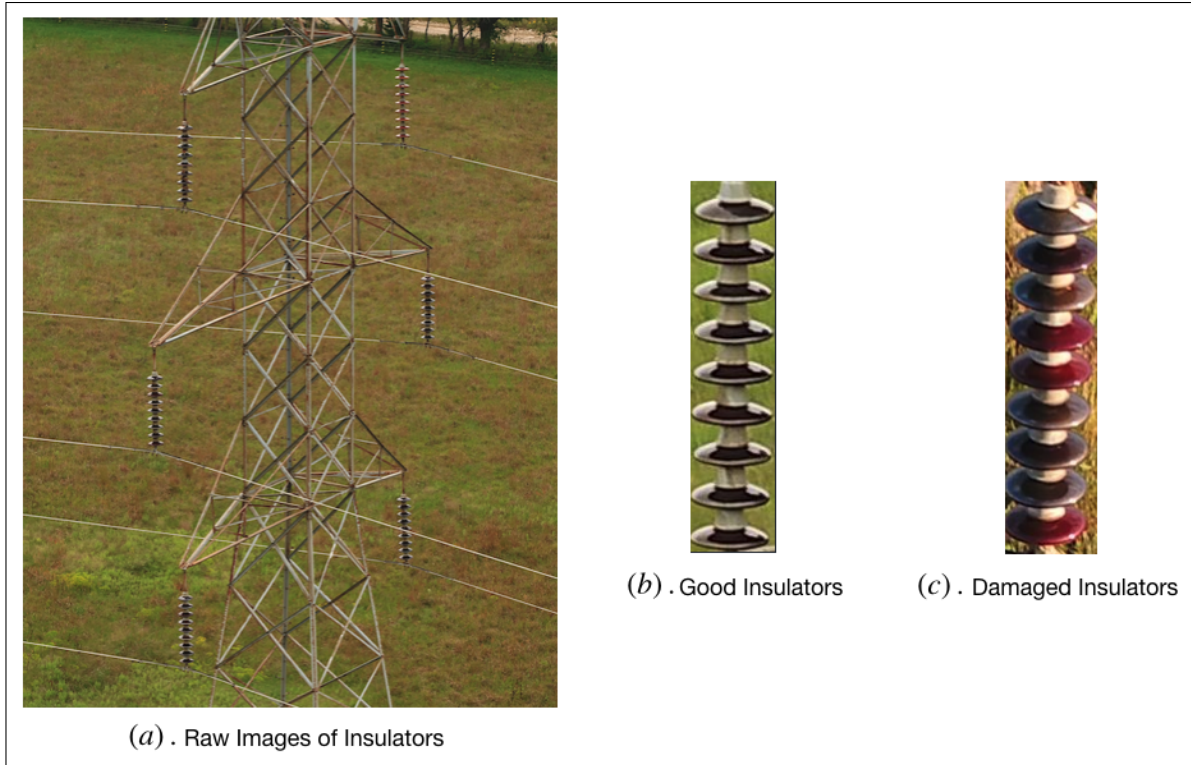 (b) . Good Insulators
(c) . Damaged Insulators
(a) . Raw Images of Insulators